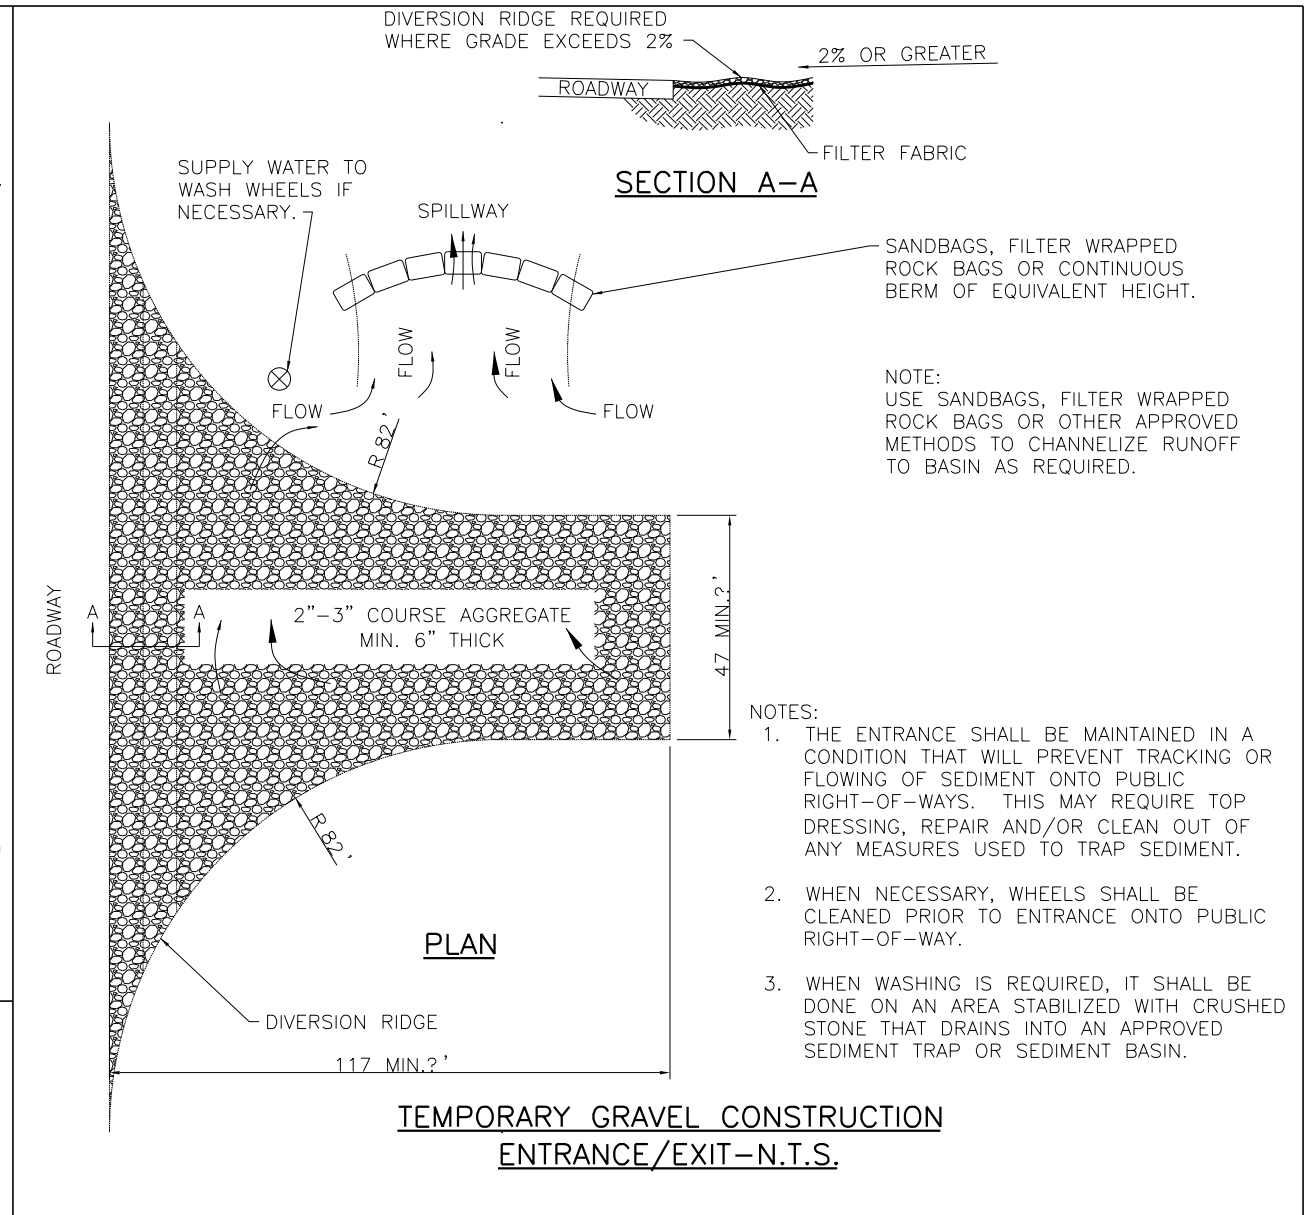 DIVERSION RIDGE REQUIRED
WHERE GRADE EXCEEDS 2%
2% OR GREATER
ROADWAY
FILTER FABRIC
SECTION A-A
SUPPLY WATER TO
WASH WHEELS IF
NECESSARY.
SPILLWAY
SANDBAGS, FILTER WRAPPED
ROCK BAGS OR CONTINUOUS
BERM OF EQUIVALENT HEIGHT.
FLOW
FLOW
FLOW
FLOW
R 82'
NOTE:
USE SANDBAGS, FILTER WRAPPED
ROCK BAGS OR OTHER APPROVED
METHODS TO CHANNELIZE RUNOFF
TO BASIN AS REQUIRED.
ROADWAY
A
A
2"-3" COURSE AGGREGATE
MIN. 6" THICK
47 MIN.?'
R 82'
PLAN
DIVERSION RIDGE
117 MIN.?'
NOTES:
1. THE ENTRANCE SHALL BE MAINTAINED IN A
CONDITION THAT WILL PREVENT TRACKING OR
FLOWING OF SEDIMENT ONTO PUBLIC
RIGHT-OF-WAYS. THIS MAY REQUIRE TOP
DRESSING, REPAIR AND/OR CLEAN OUT OF
ANY MEASURES USED TO TRAP SEDIMENT.
2. WHEN NECESSARY, WHEELS SHALL BE
CLEANED PRIOR TO ENTRANCE ONTO PUBLIC
RIGHT-OF-WAY.
3. WHEN WASHING IS REQUIRED, IT SHALL BE
DONE ON AN AREA STABILIZED WITH CRUSHED
STONE THAT DRAINS INTO AN APPROVED
SEDIMENT TRAP OR SEDIMENT BASIN.
TEMPORARY GRAVEL CONSTRUCTION
ENTRANCE/EXIT-N.T.S.